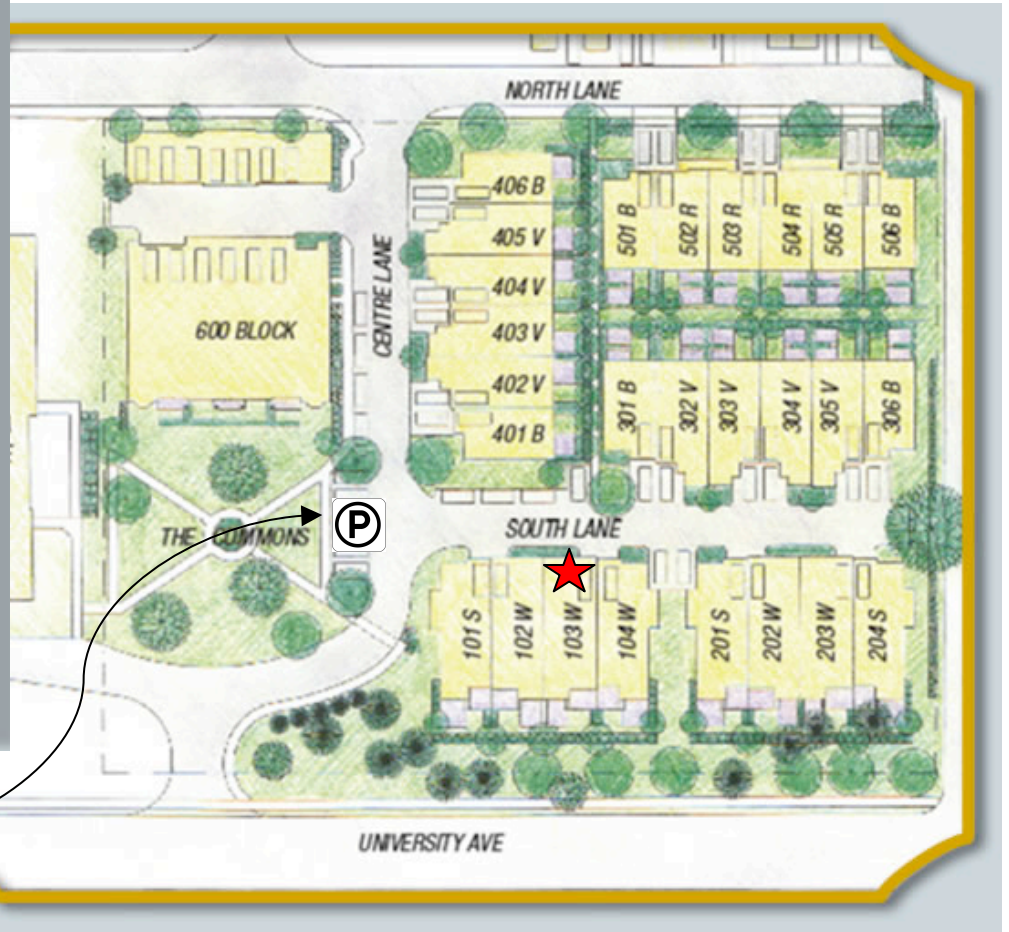 NORTH LANE
406 B
405 V
404 V
403 V
402 V
401 B
501 B
502 R
503 R
504 R
505 R
506 B
CENTRE LANE
600 BLOCK
301 B
302 V
303 V
304 V
305 V
306 B
THE COMMONS
P
SOUTH LANE
101 S
102 W
103 W
104 W
201 S
202 W
203 W
204 S
UNIVERSITY AVE